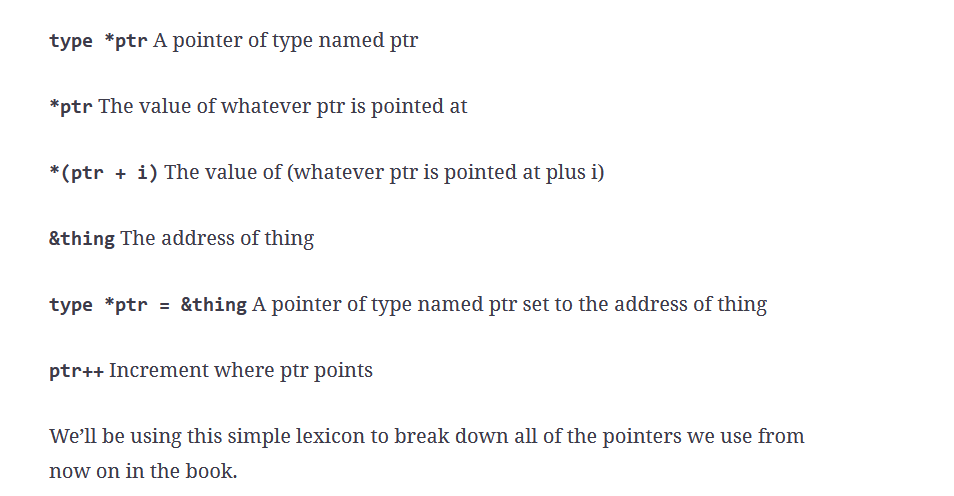 type *ptr A pointer of type named ptr
*ptr The value of whatever ptr is pointed at
*(ptr + i) The value of (whatever ptr is pointed at plus i)
&thing The address of thing
type *ptr = &thing A pointer of type named ptr set to the address of thing
ptr++ Increment where ptr points
We’ll be using this simple lexicon to break down all of the pointers we use from
now on in the book.